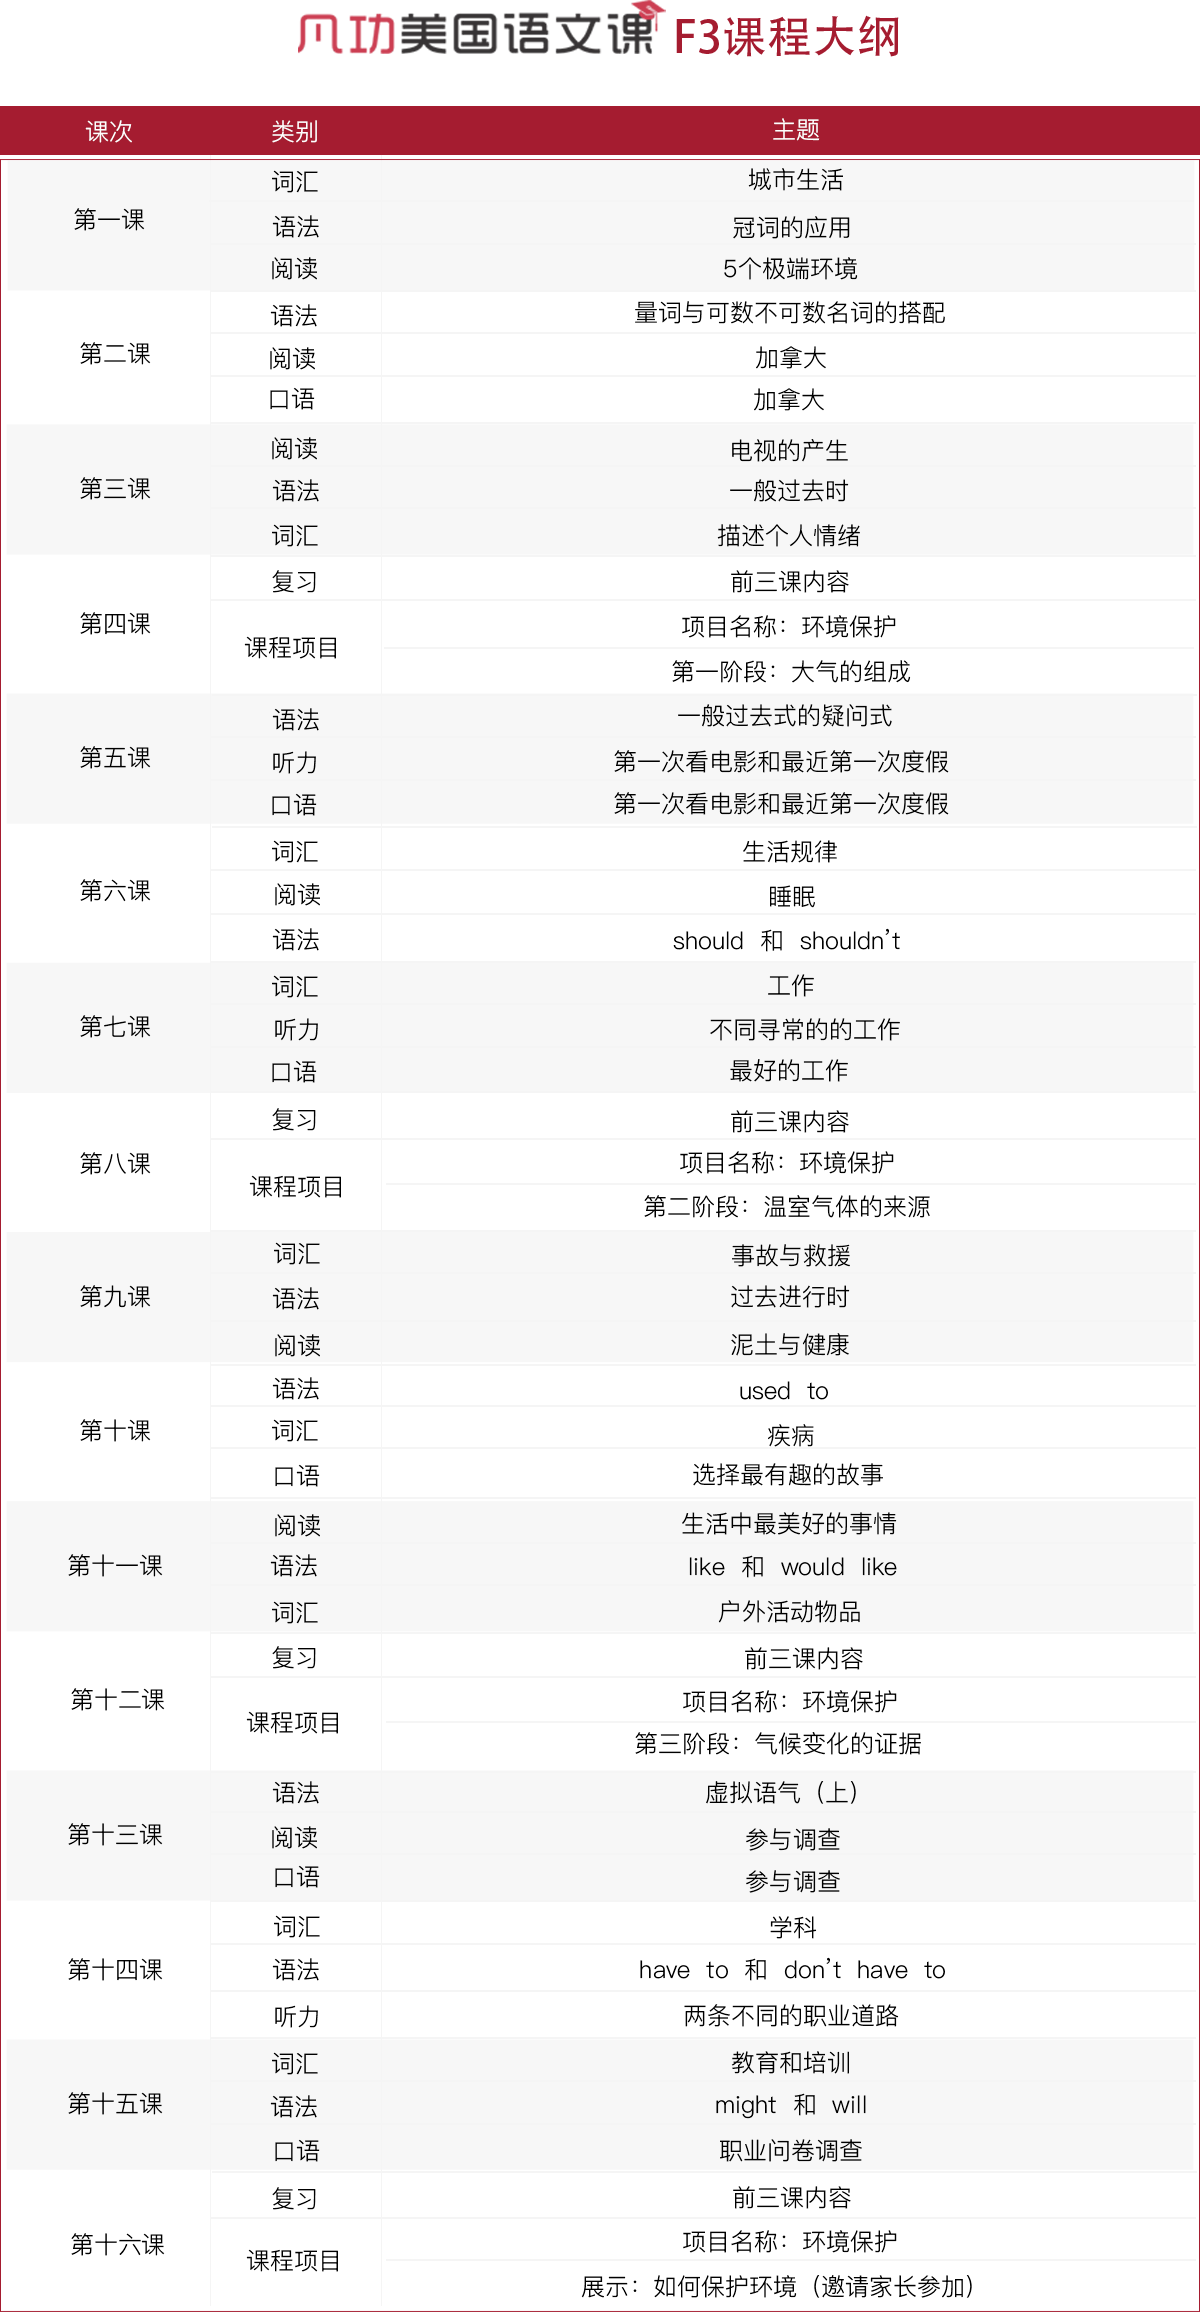 凡功美国语文课 F3课程大纲
课次 类别 主题
词汇 城市生活
第一课 语法 冠词的应用
阅读 5个极端环境
语法 量词与可数不可数名词的搭配
第二课 阅读 加拿大
口语 加拿大
阅读 电视的产生
第三课 语法 一般过去时
词汇 描述个人情绪
复习 前三课内容
第四课 课程项目 项目名称：环境保护
第一阶段：大气的组成
语法 一般过去式的疑问式
第五课 听力 第一次看电影和最近第一次度假
口语 第一次看电影和最近第一次度假
词汇 生活规律
第六课 阅读 睡眠
语法 should 和 shouldn't
词汇 工作
第七课 听力 不同寻常的的工作
口语 最好的工作
复习 前三课内容
第八课 课程项目 项目名称：环境保护
第二阶段：温室气体的来源
词汇 事故与救援
第九课 语法 过去进行时
阅读 泥土与健康
语法 used to
第十课 词汇 疾病
口语 选择最有趣的故事
阅读 生活中最美好的事情
第十一课 语法 like 和 would like
词汇 户外活动物品
复习 前三课内容
第十二课 课程项目 项目名称：环境保护
第三阶段：气候变化的证据
语法 虚拟语气（上）
第十三课 阅读 参与调查
口语 参与调查
词汇 学科
第十四课 语法 have to 和 don't have to
听力 两条不同的职业道路
词汇 教育和培训
第十五课 语法 might 和 will
口语 职业问卷调查
复习 前三课内容
第十六课 课程项目 项目名称：环境保护
展示：如何保护环境（邀请家长参加）